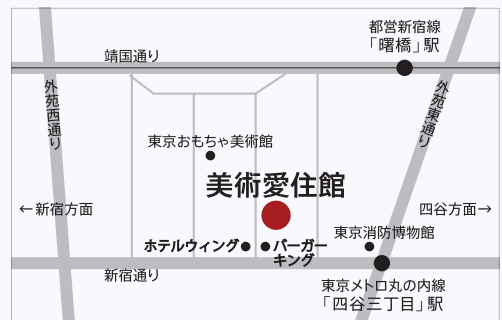 都営新宿線
「曙橋」駅
靖国通り
外苑西通り
外苑東通り
東京おもちゃ美術館
美術愛住館
←新宿方面
四谷方面→
東京消防博物館
ホテルウィング
バーガー
キング
新宿通り
東京メトロ丸の内線
「四谷三丁目」駅